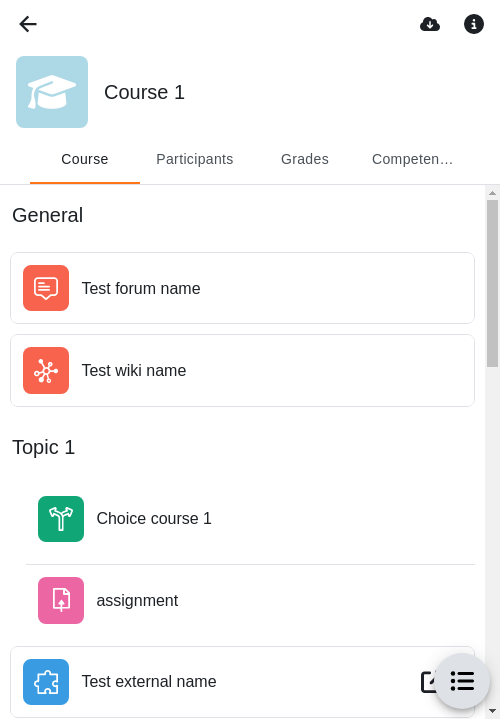 Course 1
Course Participants Grades Competen…
General
Test forum name
Test wiki name
Topic 1
Choice course 1
assignment
Test external name